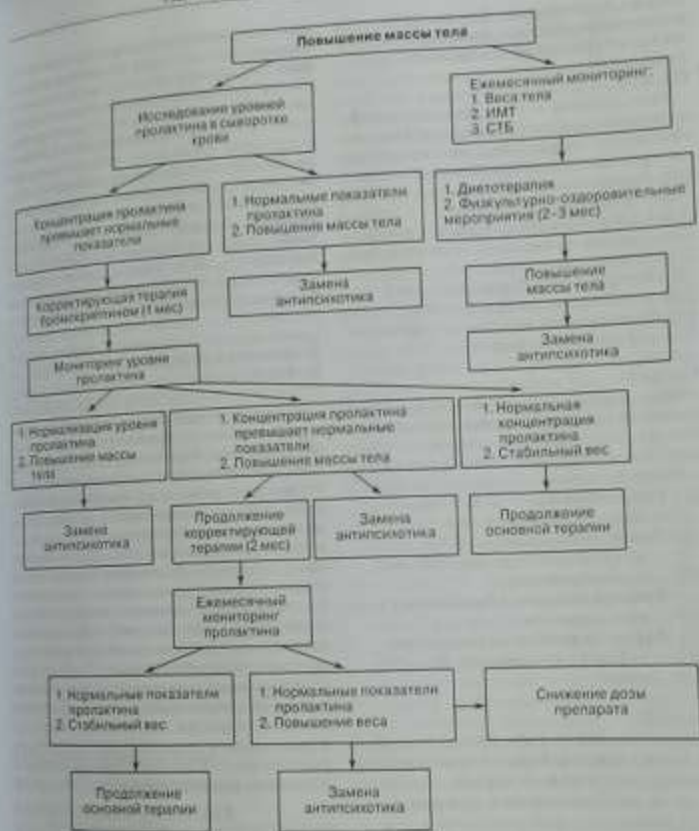 Повышение массы тела
Исследование уровней
пролактина в сыворотке
крови
Ежемесячный мониторинг:
1. Веса тела
2. ИМТ
3. СТБ
Концентрация пролактина
превышает нормальные
показатели
1. Нормальные показатели
пролактина
2. Повышение массы тела
1. Диетотерапия
2. Физкультурно-оздоровительные
мероприятия (2-3 мес)
Корректирующая терапия
бромокриптином (1 мес)
Замена
антипсихотика
Повышение
массы тела
Мониторинг уровня
пролактина
Замена
антипсихотика
1. Нормализация уровня
пролактина
2. Повышение массы
тела
1. Концентрация пролактина
превышает нормальные
показатели
2. Повышение массы тела
1. Нормальная
концентрация
пролактина
2. Стабильный вес
Замена
антипсихотика
Продолжение
корректирующей
терапии (2 мес)
Замена
антипсихотика
Продолжение
основной терапии
Ежемесячный
мониторинг
пролактина
1. Нормальные показатели
пролактина
2. Стабильный вес
1. Нормальные показатели
пролактина
2. Повышение веса
Снижение дозы
препарата
Продолжение
основной терапии
Замена
антипсихотика